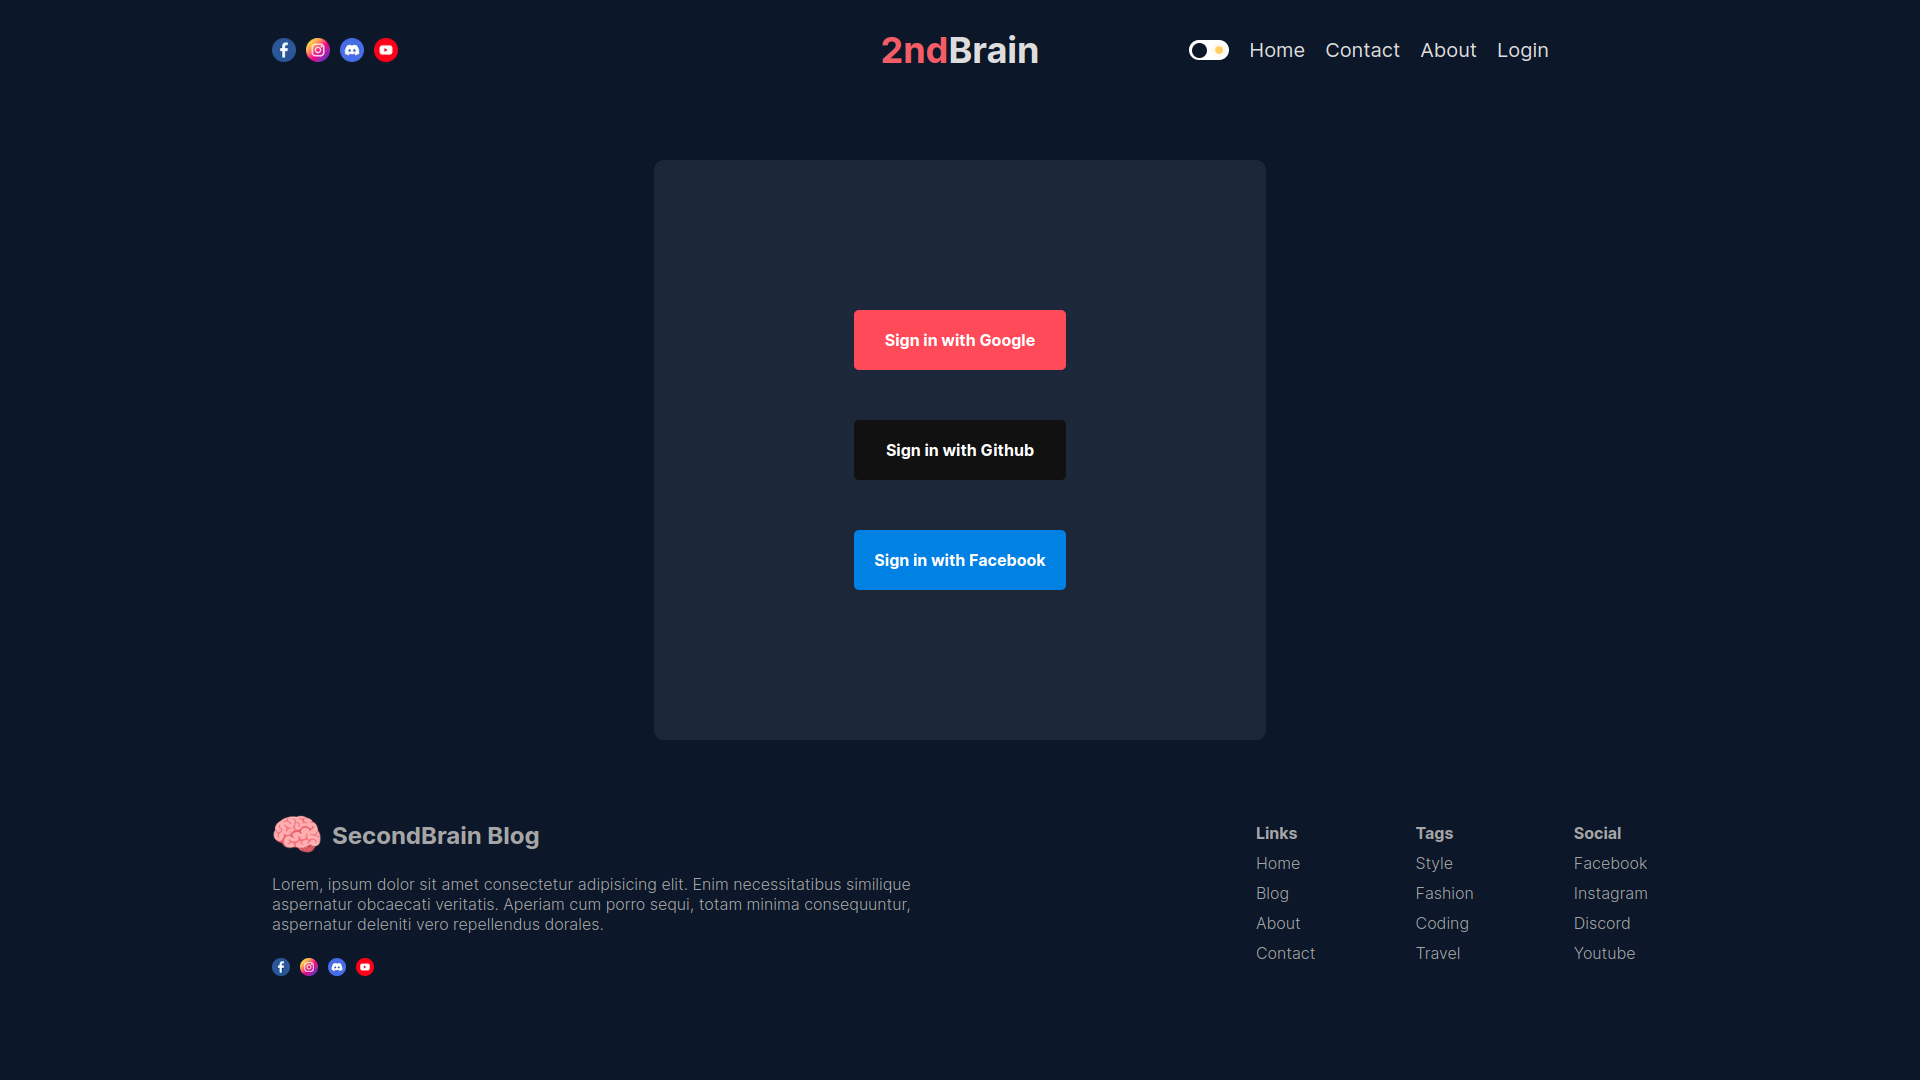 2ndBrain
Home Contact About Login
Sign in with Google
Sign in with Github
Sign in with Facebook
SecondBrain Blog
Lorem, ipsum dolor sit amet consectetur adipisicing elit. Enim necessitatibus similique
aspernatur obcaecati veritatis. Aperiam cum porro sequi, totam minima consequuntur,
aspernatur deleniti vero repellendus dorales.
Links
Home
Blog
About
Contact
Tags
Style
Fashion
Coding
Travel
Social
Facebook
Instagram
Discord
Youtube